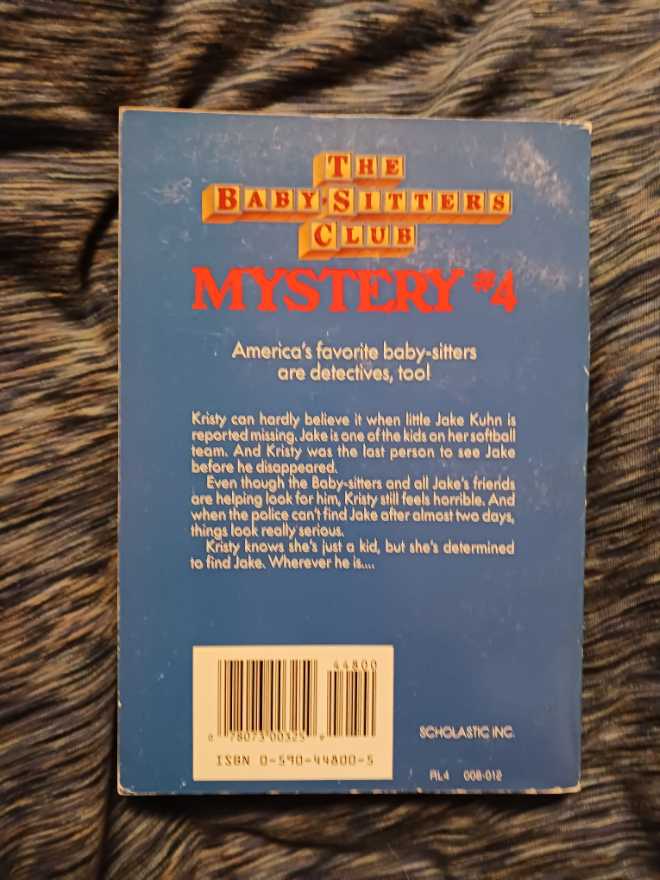 THE
BABY-SITTERS
CLUB
MYSTERY #4
America's favorite baby-sitters
are detectives, too!
Kristy can hardly believe it when little Jake Kuhn is
reported missing. Jake is one of the kids on her softball
team. And Kristy was the last person to see Jake
before he disappeared.
Even though the Baby-sitters and all Jake's friends
are helping look for him, Kristy still feels horrible. And
when the police can't find Jake after almost two days,
things look really serious.
Kristy knows she's just a kid, but she's determined
to find Jake. Wherever he is....
44800
0 78073 00325 9
ISBN 0-590-44800-5
SCHOLASTIC INC.
RL4 008-012